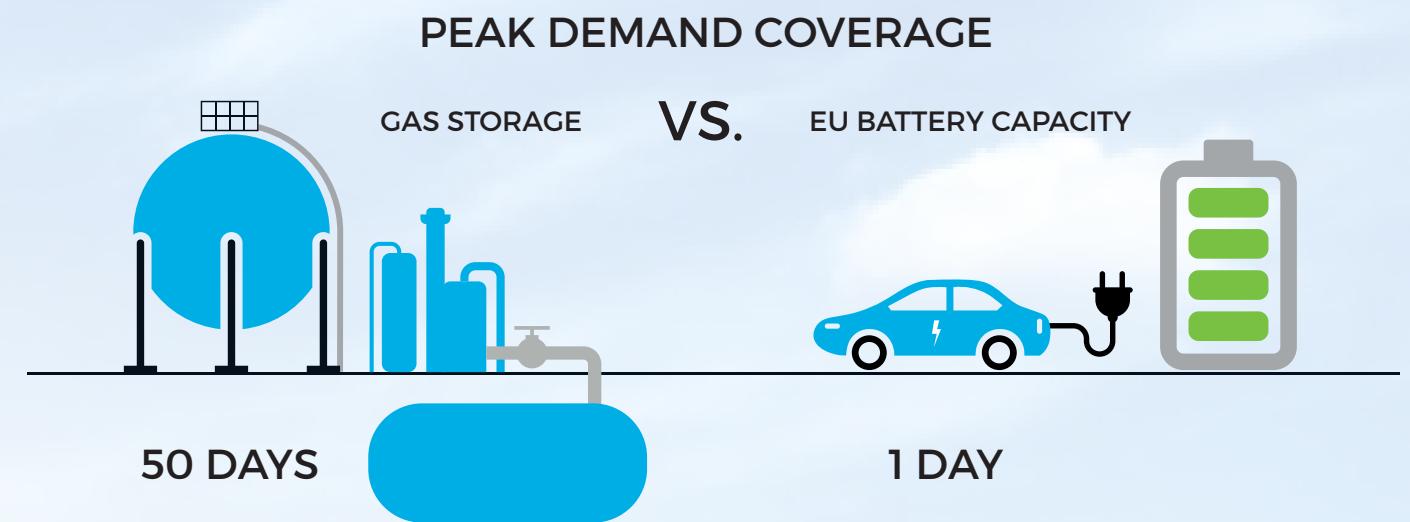 PEAK DEMAND COVERAGE
GAS STORAGE
VS.
EU BATTERY CAPACITY
50 DAYS
1 DAY